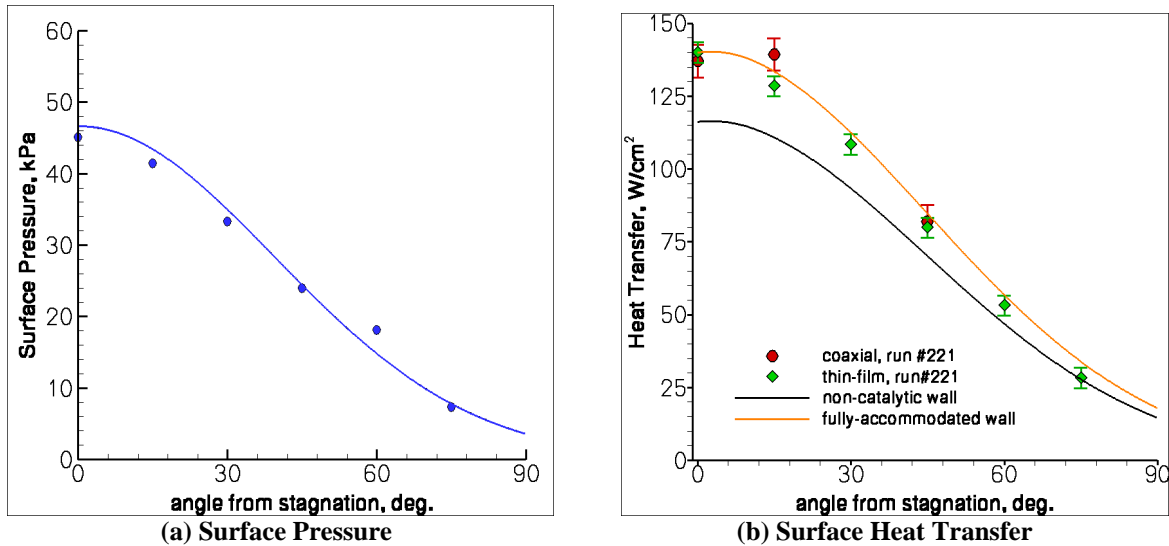 60
50
40
30
20
10
0
0
30
60
90
Surface Pressure, kPa
angle from stagnation, deg.
(a) Surface Pressure
150
125
100
75
50
25
0
0
30
60
90
Heat Transfer, W/cm²
coaxial, run #221
thin-film, run#221
non-catalytic wall
fully-accommodated wall
angle from stagnation, deg.
(b) Surface Heat Transfer